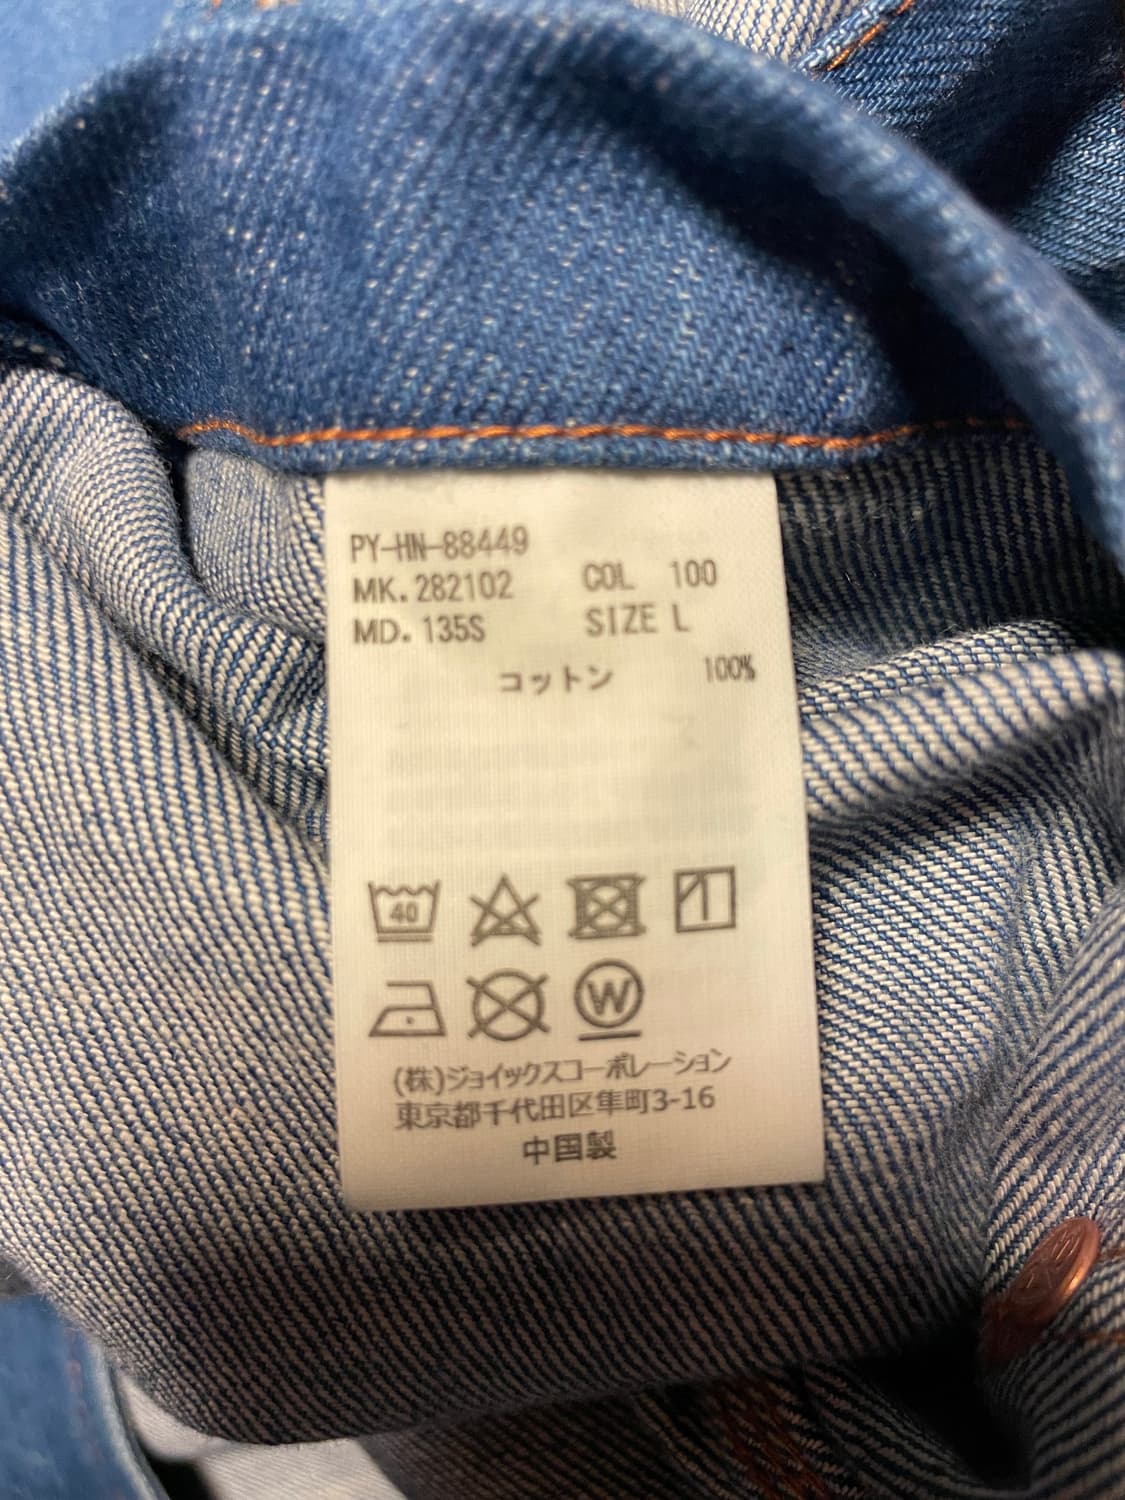 PY-HN-88449
MK. 282102 COL 100
MD. 135S SIZE L
コットン 100%
40
W
(株)ジョイックスコーポレーション
東京都千代田区隼町3-16
中国製